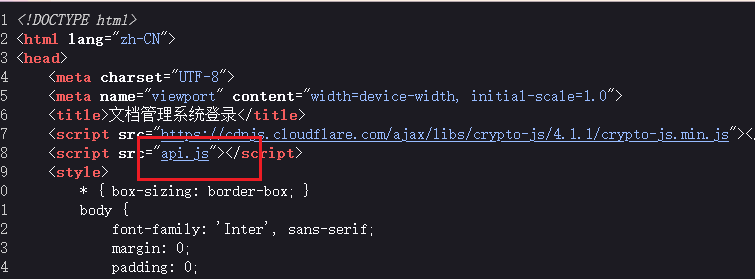 1 <!DOCTYPE html>
2 <html lang="zh-CN">
3 <head>
4     <meta charset="UTF-8">
5     <meta name="viewport" content="width=device-width, initial-scale=1.0">
6     <title>文档管理系统登录</title>
7     <script src="https://cdnjs.cloudflare.com/ajax/libs/crypto-js/4.1.1/crypto-js.min.js"></
8     <script src="api.js"></script>
9     <style>
0         * { box-sizing: border-box; }
1         body {
2             font-family: 'Inter', sans-serif;
3             margin: 0;
4             padding: 0;